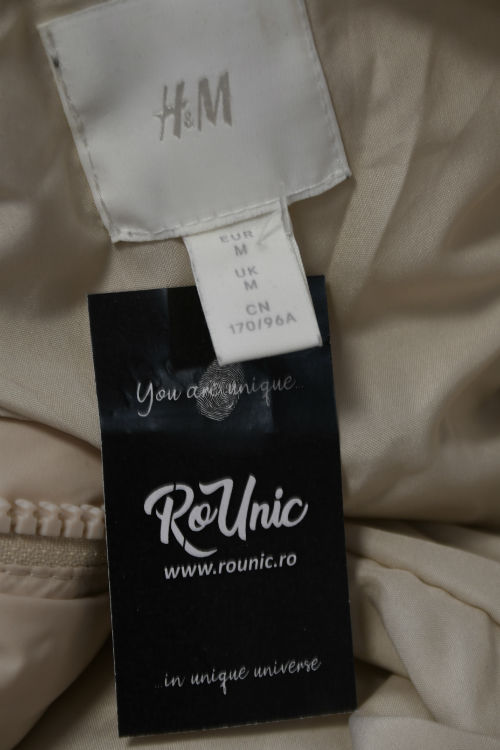 H&M
EUR
M
UK
M
CN
170/96A
You are unique...
RoUnic
www.rounic.ro
...in unique universe